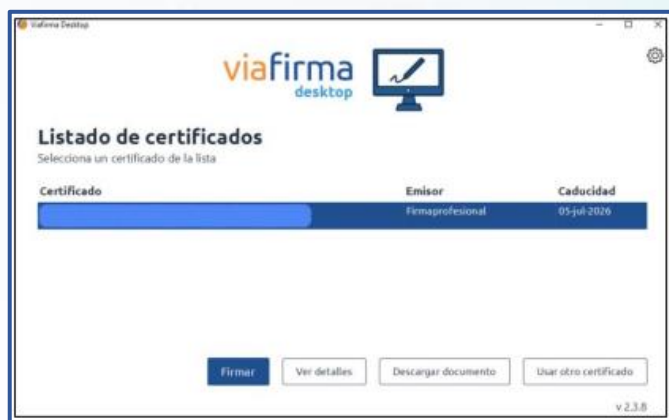 Viafirma Desktop
viafirma
desktop
Listado de certificados
Selecciona un certificado de la lista
Certificado Emisor Caducidad
Firmaprofesional 05-jul-2026
Firmar Ver detalles Descargar documento Usar otro certificado
v 2.3.8